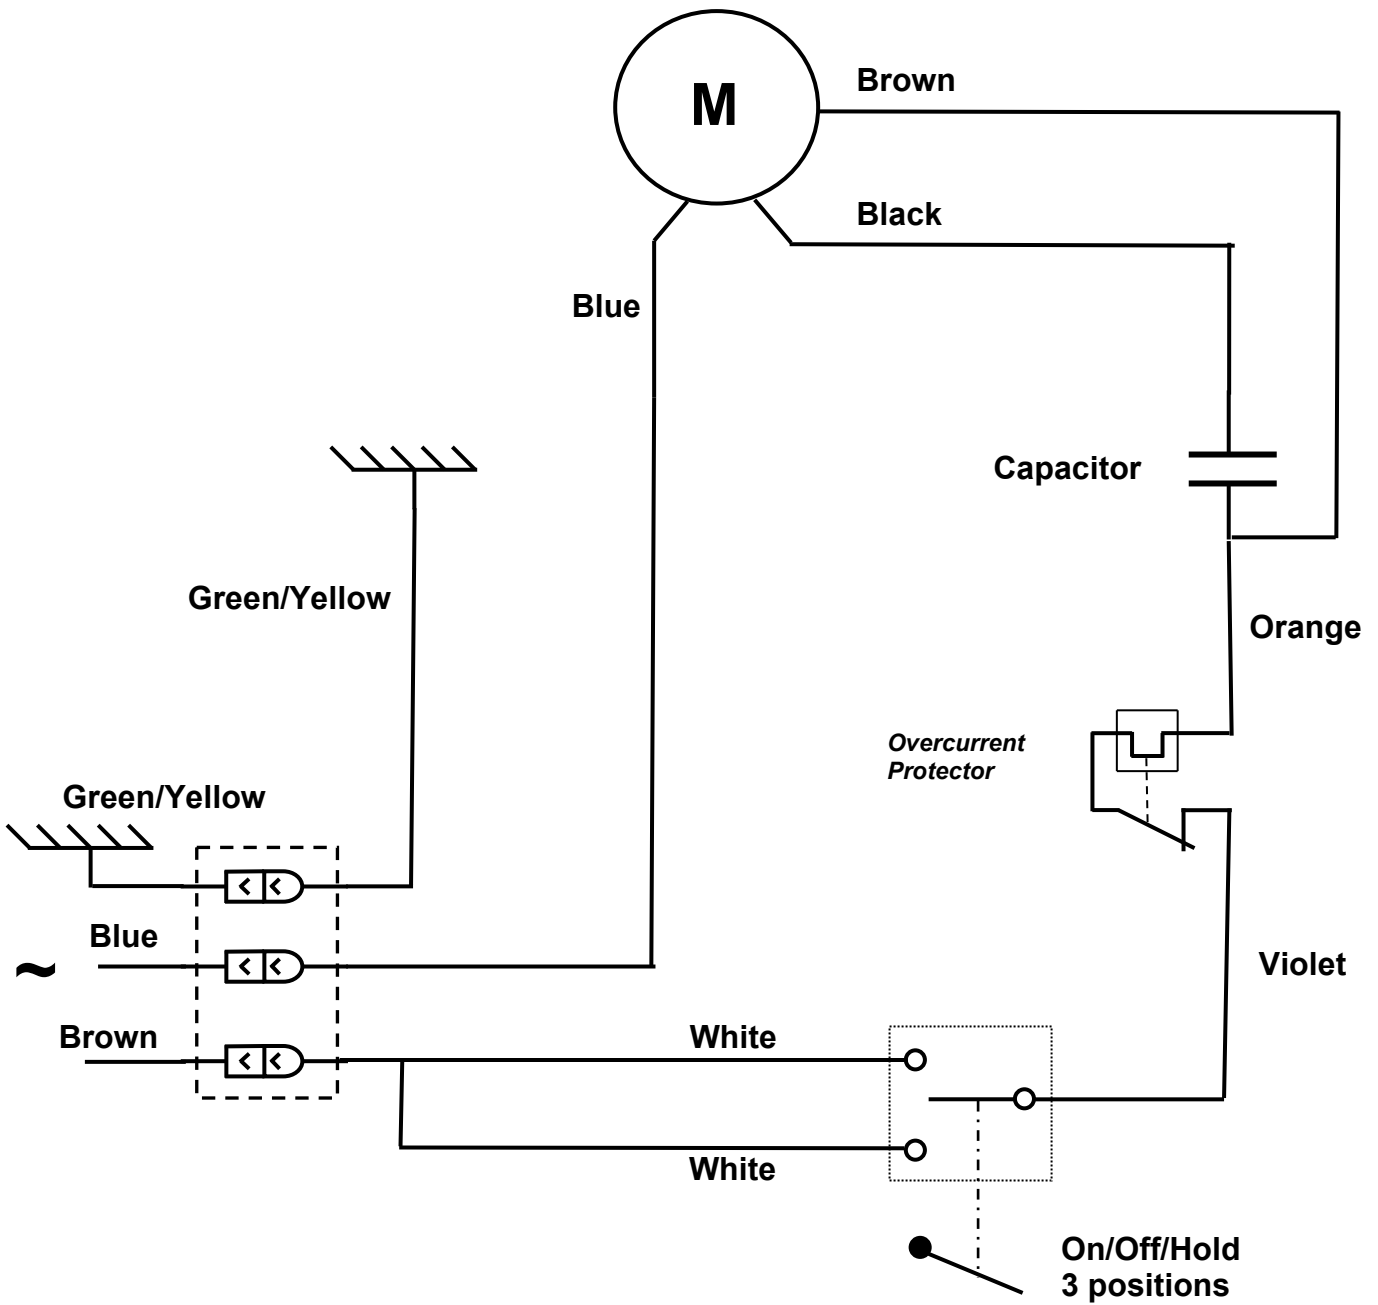 M
Brown
Black
Blue
Capacitor
Green/Yellow
Orange
Overcurrent
Protector
Green/Yellow
Blue
~
Violet
Brown
White
White
On/Off/Hold
3 positions